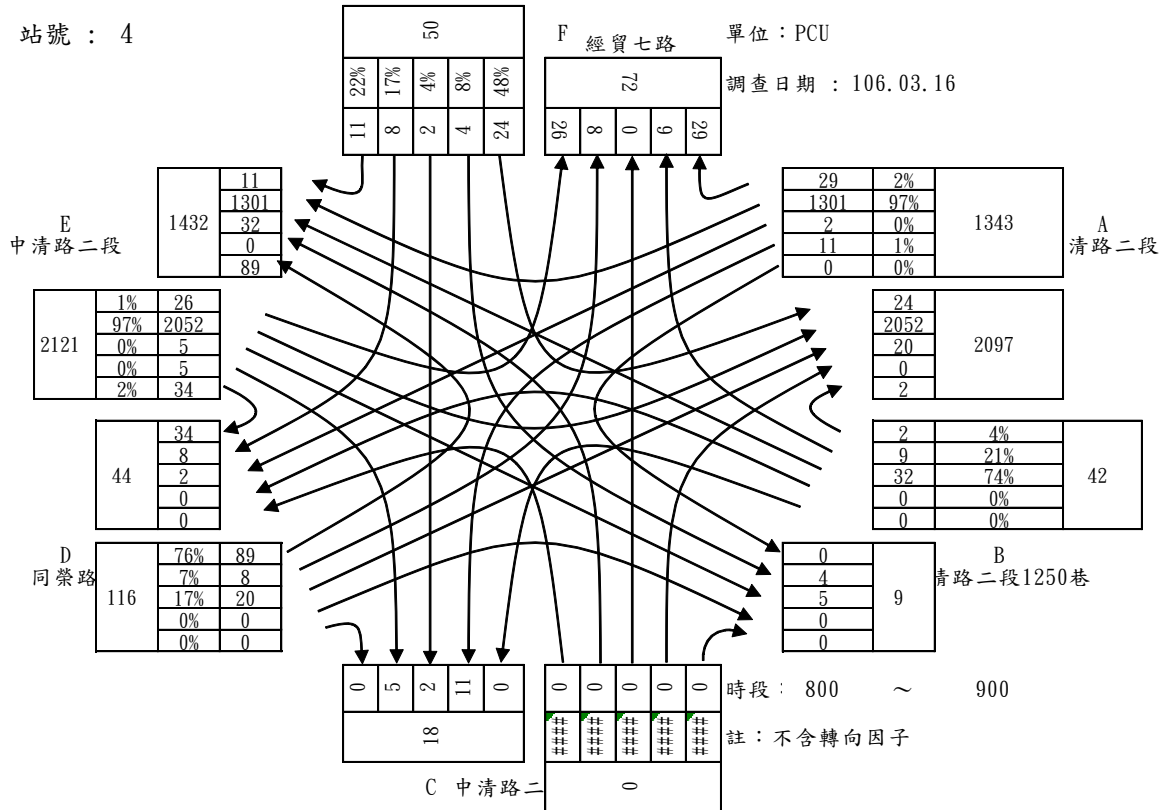 站號 : 4
50
22% 17% 4% 8% 48%
11 8 2 4 24
F 經貿七路
72
26 8 0 9 29
單位:PCU
調查日期 : 106.03.16
E
中清路二段
1432
11
1301
32
0
89
29 2%
1301 97%
2 0%
11 1%
0 0%
1343
A
清路二段
2121
1% 26
97% 2052
0% 5
0% 5
2% 34
24
2052
20
0
2
2097
44
34
8
2
0
0
2 4%
9 21%
32 74%
0 0%
0 0%
42
D
同榮路
116
76% 89
7% 8
17% 20
0% 0
0% 0
0
4
5
0
0
9
B
青路二段1250巷
0 5 2 11 0
18
C 中清路二
0 0 0 0 0
#### #### #### #### ####
0
時段: 800 ~ 900
註:不含轉向因子